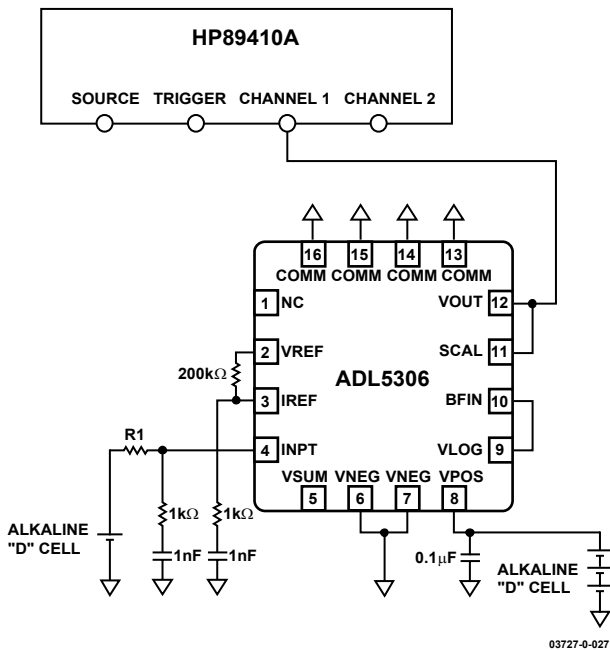 HP89410A
SOURCE TRIGGER CHANNEL 1 CHANNEL 2
16 15 14 13
COMM COMM COMM COMM
1 NC
VOUT 12
2 VREF
SCAL 11
200kΩ
ADL5306
3 IREF
BFIN 10
R1
4 INPT
VLOG 9
VSUM VNEG VNEG VPOS
5 6 7 8
1kΩ 1kΩ
ALKALINE
"D" CELL
1nF 1nF
0.1µF
ALKALINE
"D" CELL
03727-0-027